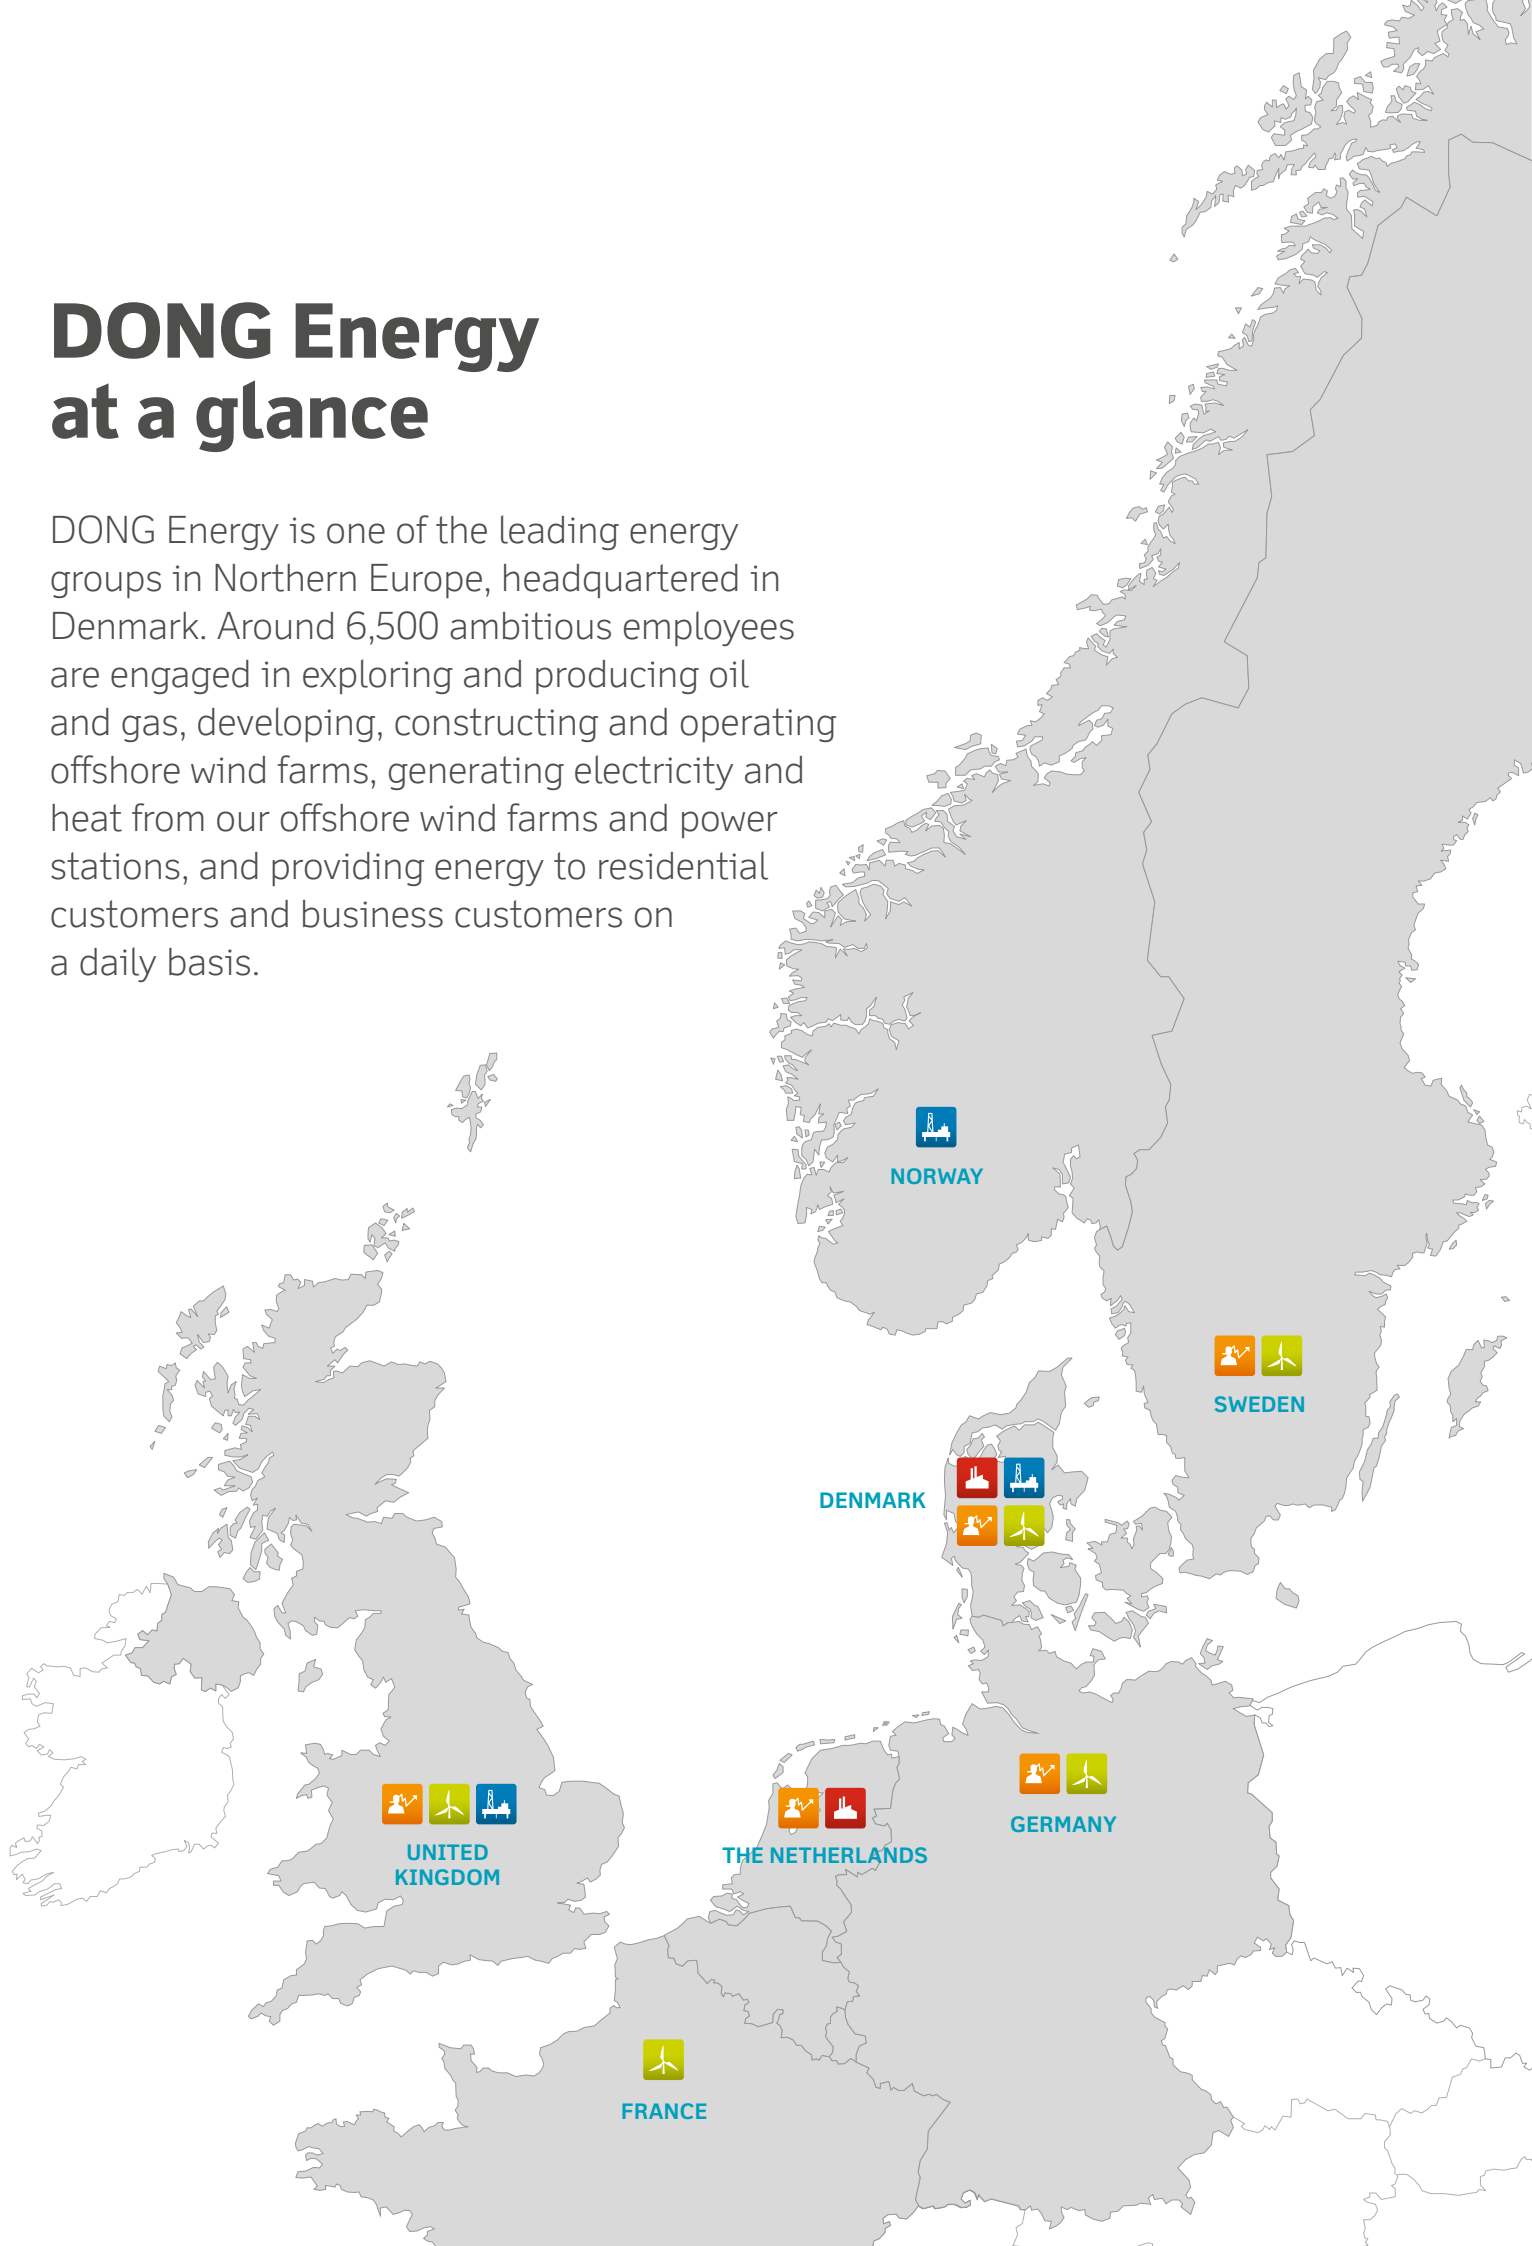 DONG Energy
at a glance
DONG Energy is one of the leading energy
groups in Northern Europe, headquartered in
Denmark. Around 6,500 ambitious employees
are engaged in exploring and producing oil
and gas, developing, constructing and operating
offshore wind farms, generating electricity and
heat from our offshore wind farms and power
stations, and providing energy to residential
customers and business customers on
a daily basis.
NORWAY
SWEDEN
DENMARK
GERMANY
UNITED
KINGDOM
THE NETHERLANDS
FRANCE